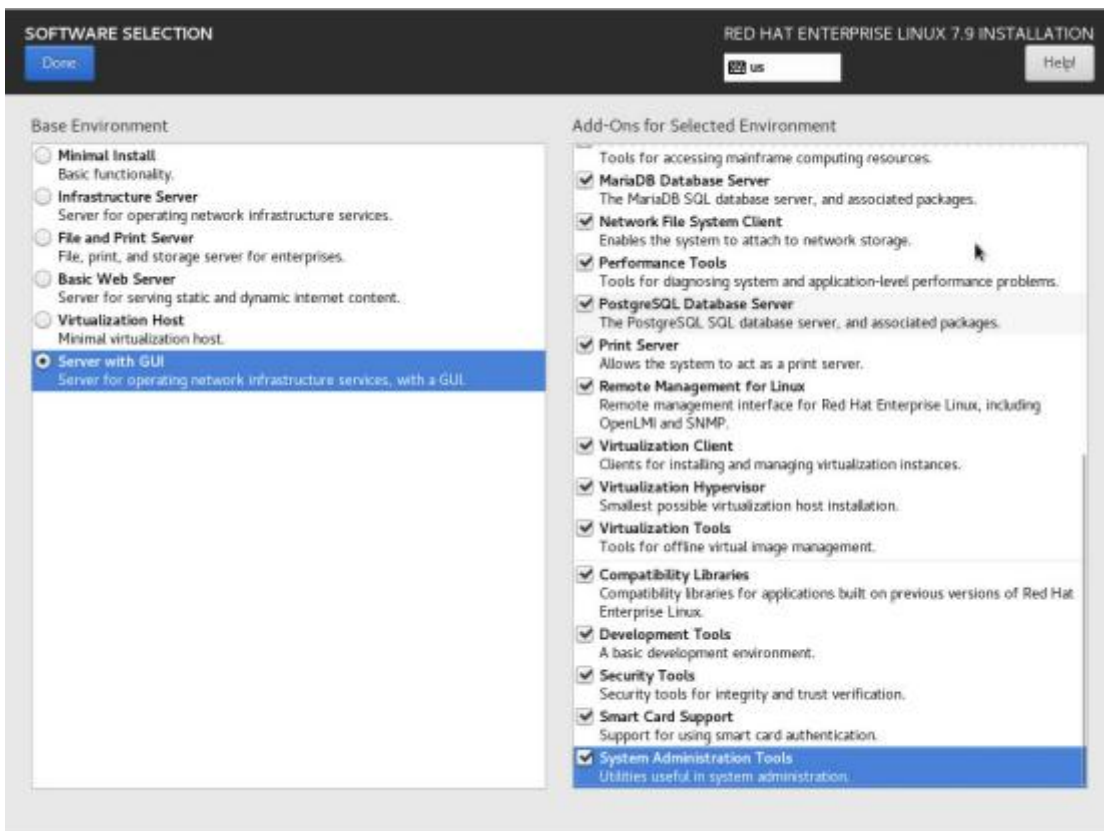 SOFTWARE SELECTION
RED HAT ENTERPRISE LINUX 7.9 INSTALLATION
Done
us
Help!
Base Environment
Minimal Install
Basic functionality.
Infrastructure Server
Server for operating network infrastructure services.
File and Print Server
File, print, and storage server for enterprises.
Basic Web Server
Server for serving static and dynamic internet content.
Virtualization Host
Minimal virtualization host.
Server with GUI
Server for operating network infrastructure services, with a GUI.
Add-Ons for Selected Environment
Tools for accessing mainframe computing resources.
MariaDB Database Server
The MariaDB SQL database server, and associated packages.
Network File System Client
Enables the system to attach to network storage.
Performance Tools
Tools for diagnosing system and application-level performance problems.
PostgreSQL Database Server
The PostgreSQL SQL database server, and associated packages.
Print Server
Allows the system to act as a print server.
Remote Management for Linux
Remote management interface for Red Hat Enterprise Linux, including
OpenLMI and SNMP.
Virtualization Client
Clients for installing and managing virtualization instances.
Virtualization Hypervisor
Smallest possible virtualization host installation.
Virtualization Tools
Tools for offline virtual image management.
Compatibility Libraries
Compatibility libraries for applications built on previous versions of Red Hat
Enterprise Linux.
Development Tools
A basic development environment.
Security Tools
Security tools for integrity and trust verification.
Smart Card Support
Support for using smart card authentication.
System Administration Tools
Utilities useful in system administration.